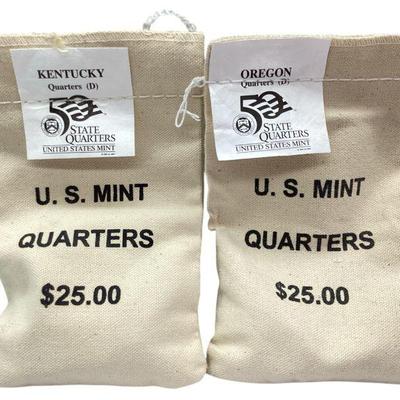 KENTUCKY
Quarters (D)
50
STATE
QUARTERS
UNITED STATES MINT
U. S. MINT
QUARTERS
$25.00
OREGON
Quarters (D)
50
STATE
QUARTERS
UNITED STATES MINT
U. S. MINT
QUARTERS
$25.00